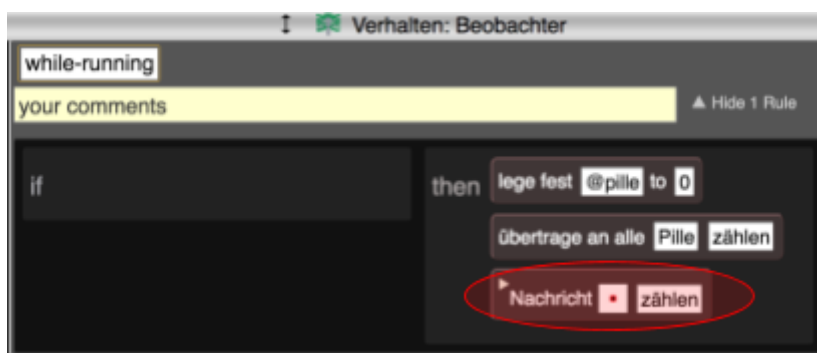 Verhalten: Beobachter
while-running
your comments ▲ Hide 1 Rule
if then lege fest @pille to 0
übertrage an alle Pille zählen
Nachricht • zählen